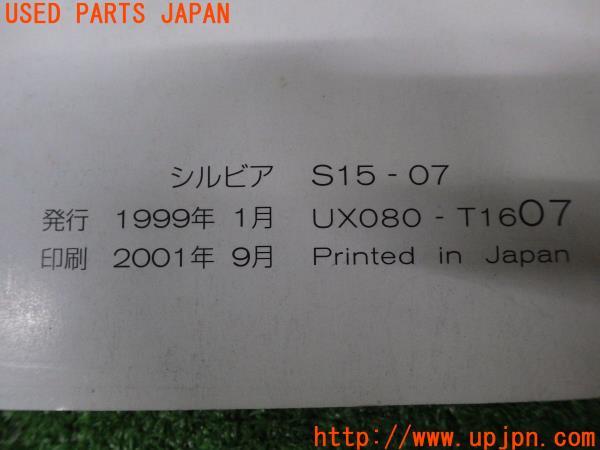 USED PARTS JAPAN
シルビア S15 - 07
発行 1999年 1月 UX080 - T1607
印刷 2001年 9月 Printed in Japan
http://www.upjpn.com/